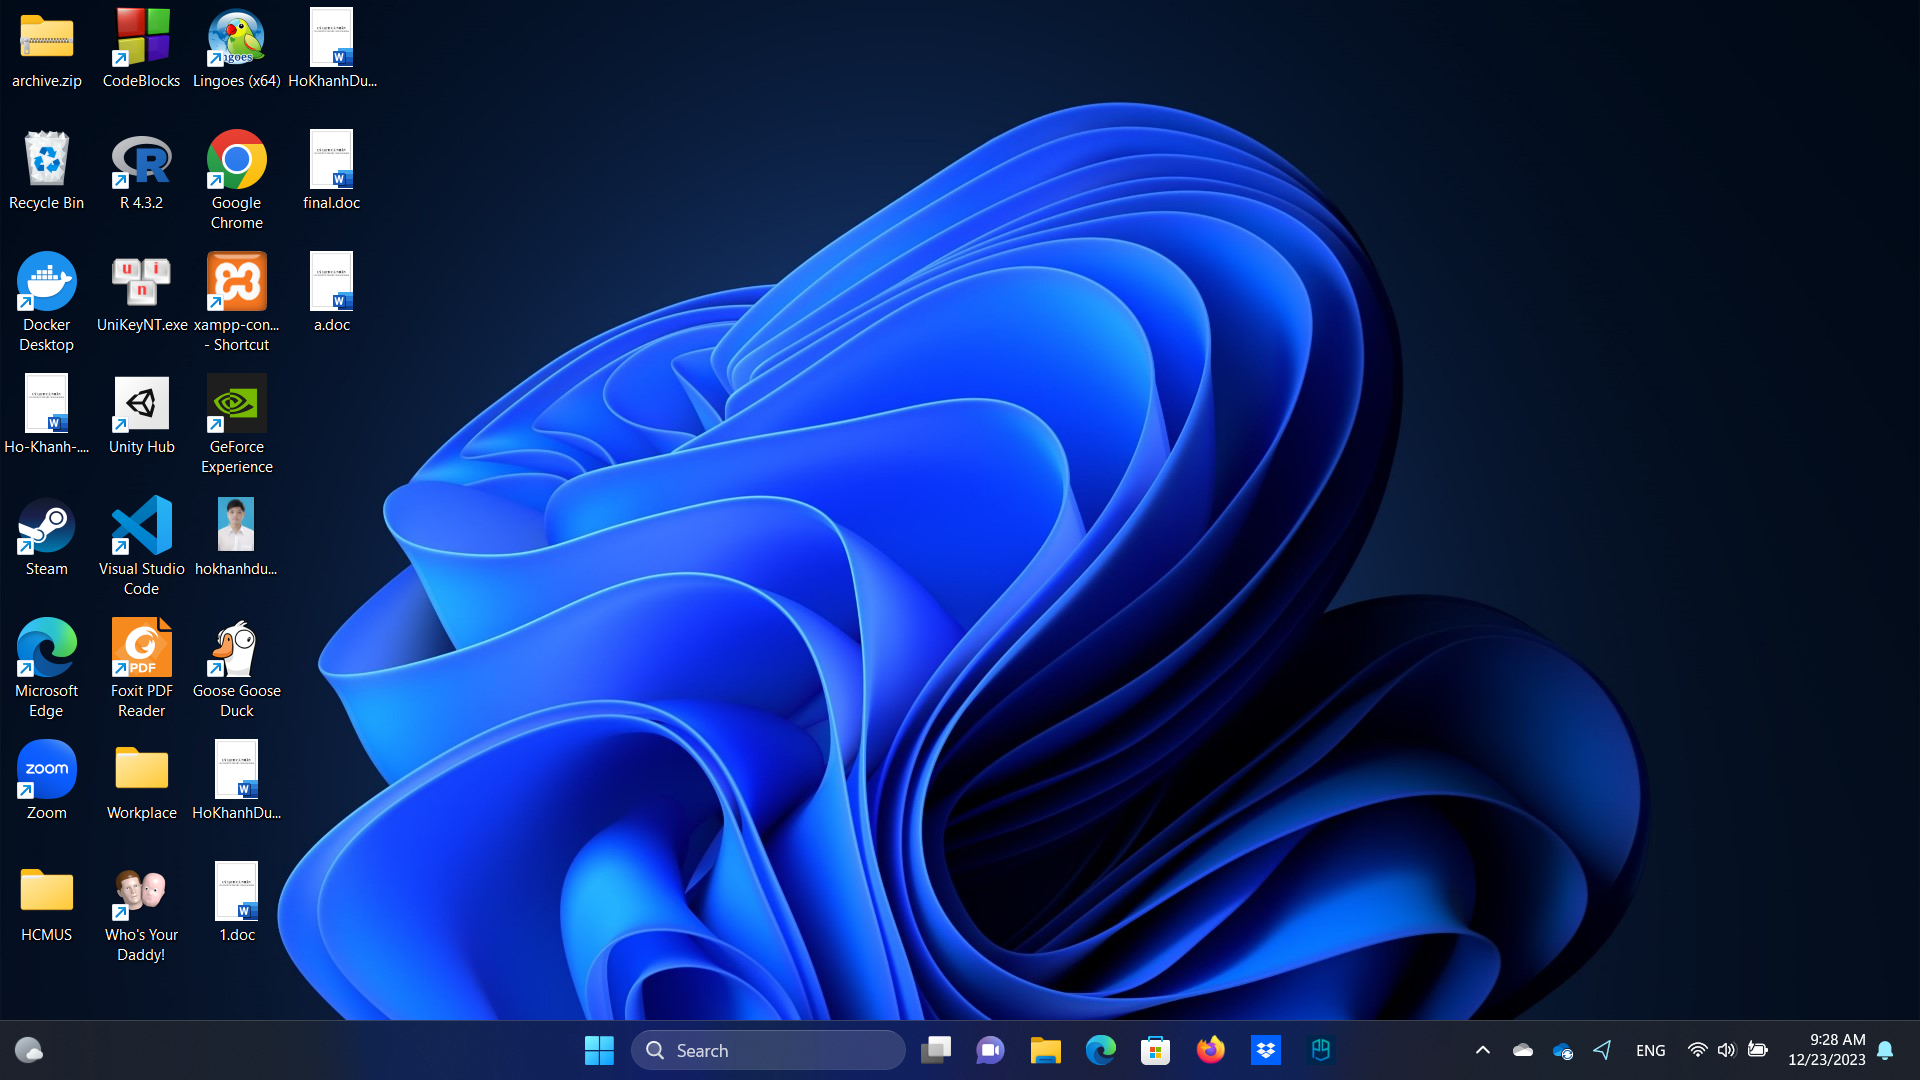 archive.zip
CodeBlocks
Lingoes (x64)
HoKhanhDu...
Recycle Bin
R 4.3.2
Google
Chrome
final.doc
Docker
Desktop
UniKeyNT.exe
xampp-con...
- Shortcut
a.doc
Ho-Khanh-....
Unity Hub
GeForce
Experience
Steam
Visual Studio
Code
hokhanhdu...
Microsoft
Edge
PDF
Foxit PDF
Reader
Goose Goose
Duck
zoom
Zoom
Workplace
HoKhanhDu...
HCMUS
Who's Your
Daddy!
1.doc
Search
ENG
9:28 AM
12/23/2023